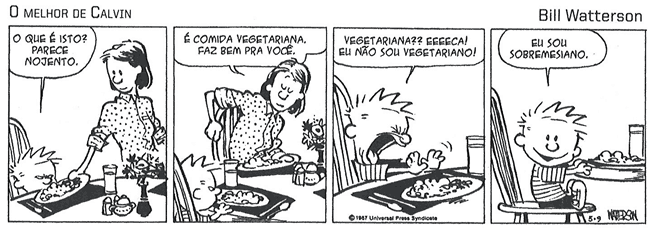 O MELHOR DE CALVIN
Bill Watterson
O QUE É ISTO?
PARECE
NOJENTO.
É COMIDA VEGETARIANA.
FAZ BEM PRA VOCÊ.
VEGETARIANA?? EEEECA!
EU NÃO SOU VEGETARIANO!
© 1987 Universal Press Syndicate
EU SOU
SOBREMESIANO.
WATTERSON
5-9